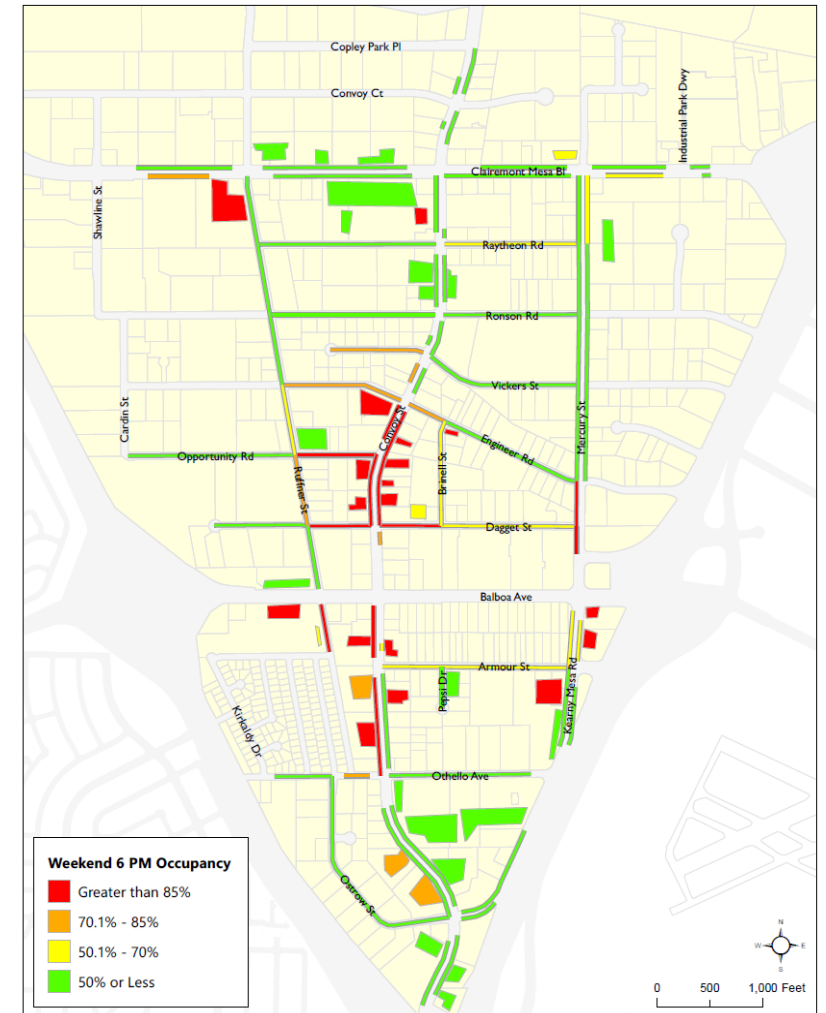 Copley Park Pl
Convoy Ct
Industrial Park Dwy
Clairemont Mesa Bl
Shawline St
Raytheon Rd
Ronson Rd
Vickers St
Cardin St
Convoy St
Mercury St
Engineer Rd
Brinell St
Opportunity Rd
Ruffner St
Dagget St
Balboa Ave
Armour St
Pepsi Dr
Kearny Mesa Rd
Kirkaldy Dr
Othello Ave
Ostrow St
Weekend 6 PM Occupancy
Greater than 85%
70.1% - 85%
50.1% - 70%
50% or Less
N
W E
S
0 500 1,000 Feet